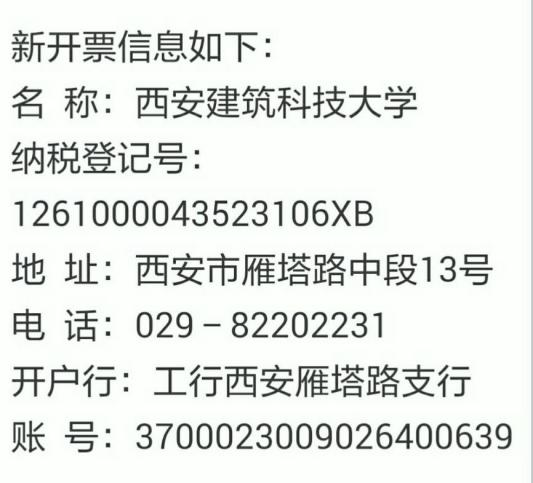 新开票信息如下：
名 称：西安建筑科技大学
纳税登记号：
1261000043523106XB
地 址：西安市雁塔路中段13号
电 话：029－82202231
开户行：工行西安雁塔路支行
账 号：3700023009026400639